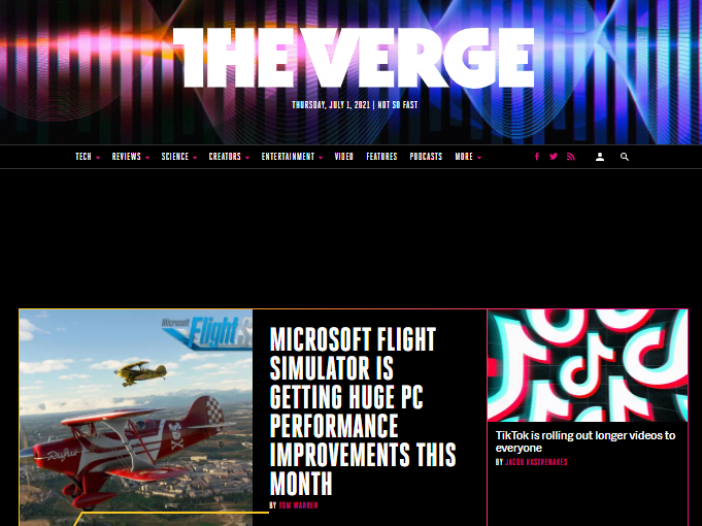 THE VERGE
THURSDAY, JULY 1, 2021 | NOT SO FAST
TECH REVIEWS SCIENCE CREATORS ENTERTAINMENT VIDEO FEATURES PODCASTS MORE
Microsoft
Flight
MICROSOFT FLIGHT
SIMULATOR IS
GETTING HUGE PC
PERFORMANCE
IMPROVEMENTS THIS
MONTH
BY TOM WARREN
TikTok is rolling out longer videos to
everyone
BY JACOB KASTRENAKES